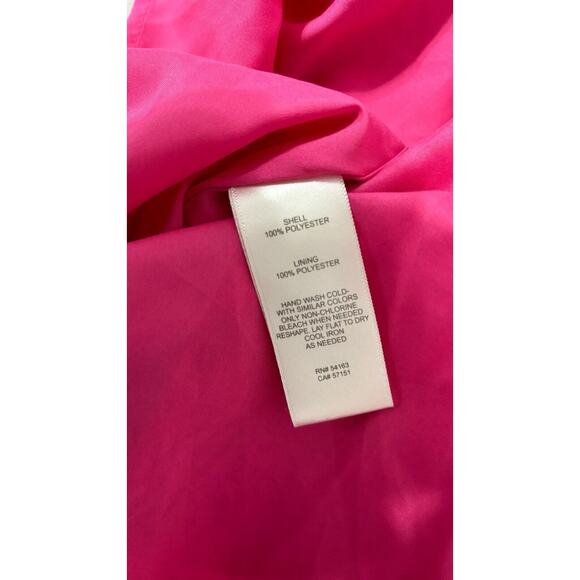 SHELL
100% POLYESTER
LINING
100% POLYESTER
HAND WASH COLD-
WITH SIMILAR COLORS
ONLY NON-CHLORINE
BLEACH WHEN NEEDED
RESHAPE. LAY FLAT TO DRY
COOL IRON
AS NEEDED
RN# 54163
CA# 57151